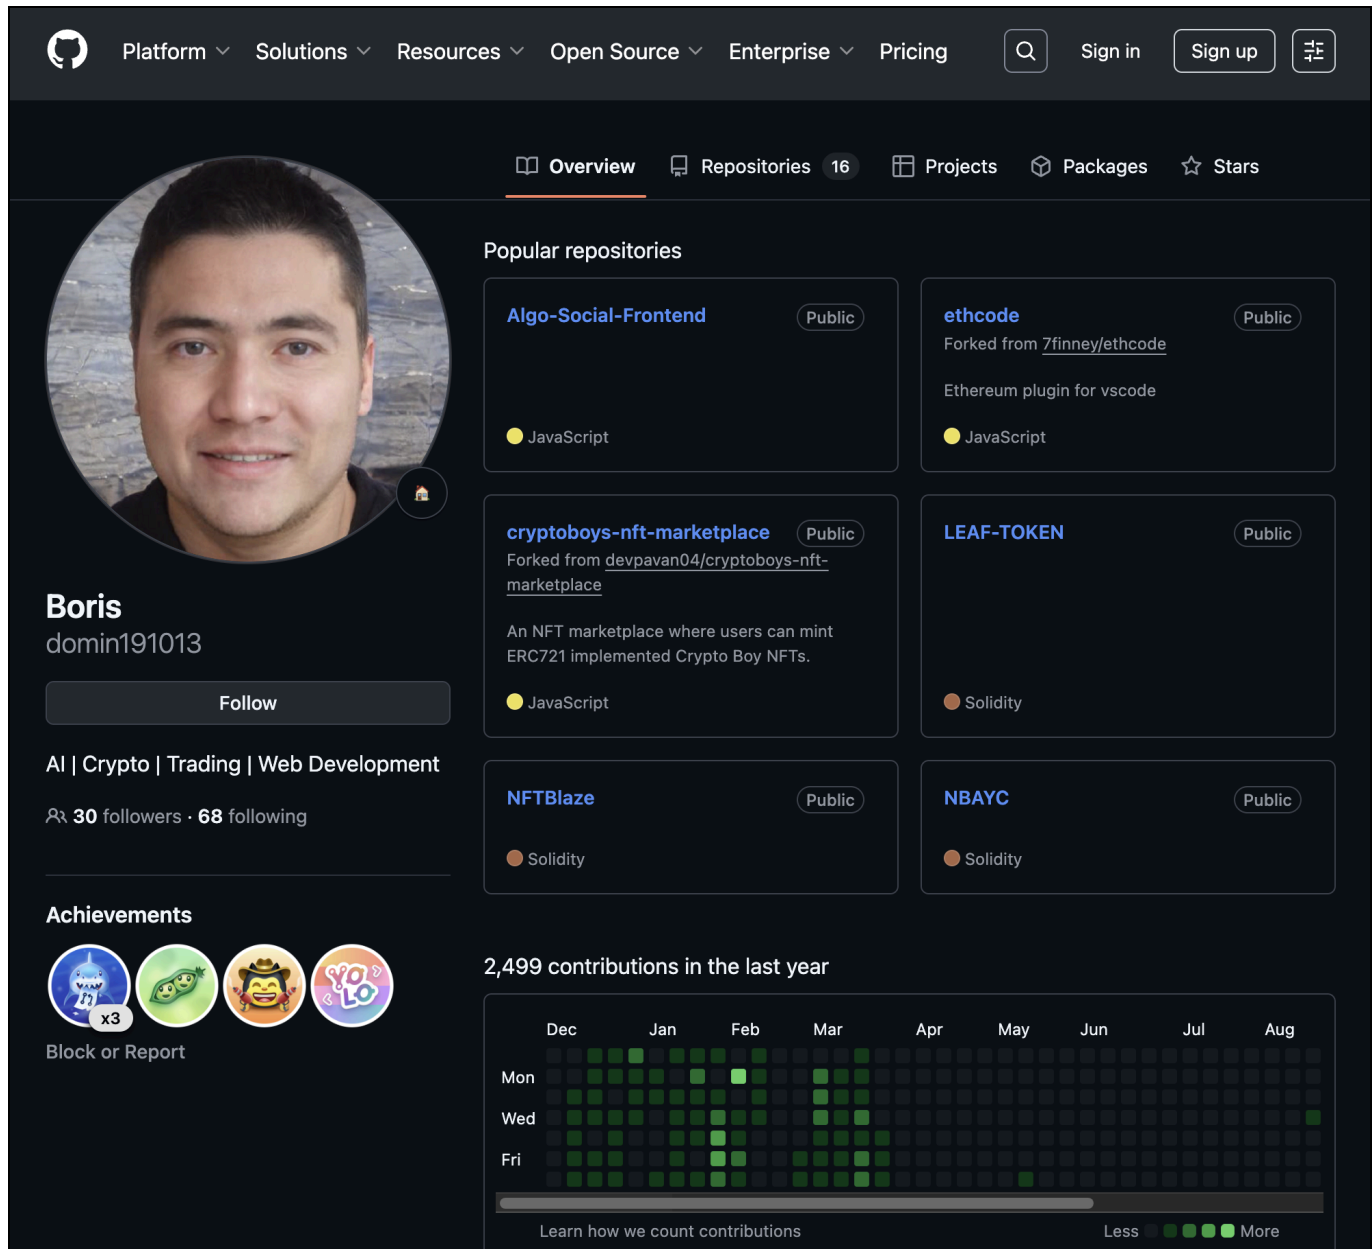 Platform Solutions Resources Open Source Enterprise Pricing Sign in Sign up
Overview Repositories 16 Projects Packages Stars
Boris
domin191013
Follow
AI | Crypto | Trading | Web Development
30 followers · 68 following
Achievements
x3
YOLO
Block or Report
Popular repositories
Algo-Social-Frontend Public
JavaScript
ethcode Public
Forked from 7finney/ethcode
Ethereum plugin for vscode
JavaScript
cryptoboys-nft-marketplace Public
Forked from devpavan04/cryptoboys-nft-
marketplace
An NFT marketplace where users can mint
ERC721 implemented Crypto Boy NFTs.
JavaScript
LEAF-TOKEN Public
Solidity
NFTBlaze Public
Solidity
NBAYC Public
Solidity
2,499 contributions in the last year
Dec Jan Feb Mar Apr May Jun Jul Aug
Mon
Wed
Fri
Learn how we count contributions Less More